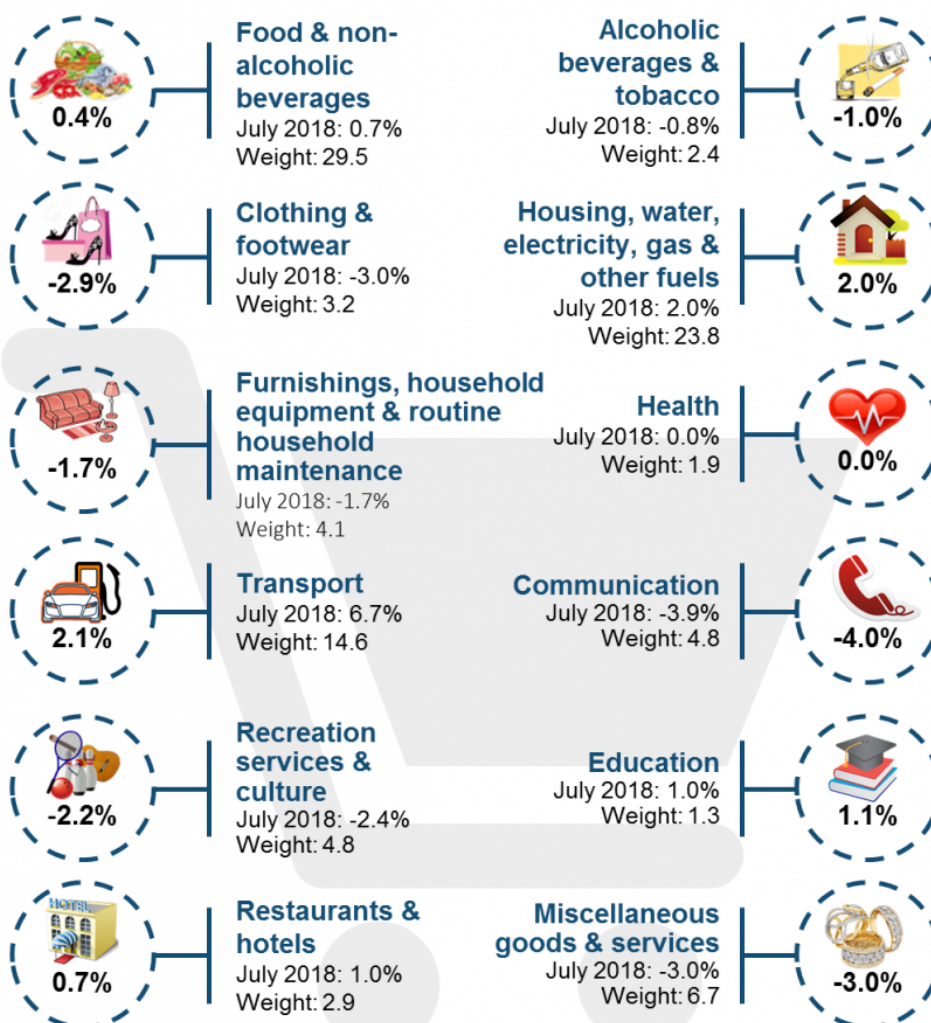 0.4%
Food & non-
alcoholic
beverages
July 2018: 0.7%
Weight: 29.5
Alcoholic
beverages &
tobacco
July 2018: -0.8%
Weight: 2.4
-1.0%
-2.9%
Clothing &
footwear
July 2018: -3.0%
Weight: 3.2
Housing, water,
electricity, gas &
other fuels
July 2018: 2.0%
Weight: 23.8
2.0%
-1.7%
Furnishings, household
equipment & routine
household
maintenance
July 2018: -1.7%
Weight: 4.1
Health
July 2018: 0.0%
Weight: 1.9
0.0%
2.1%
Transport
July 2018: 6.7%
Weight: 14.6
Communication
July 2018: -3.9%
Weight: 4.8
-4.0%
-2.2%
Recreation
services &
culture
July 2018: -2.4%
Weight: 4.8
Education
July 2018: 1.0%
Weight: 1.3
1.1%
HOTEL
0.7%
Restaurants &
hotels
July 2018: 1.0%
Weight: 2.9
Miscellaneous
goods & services
July 2018: -3.0%
Weight: 6.7
-3.0%